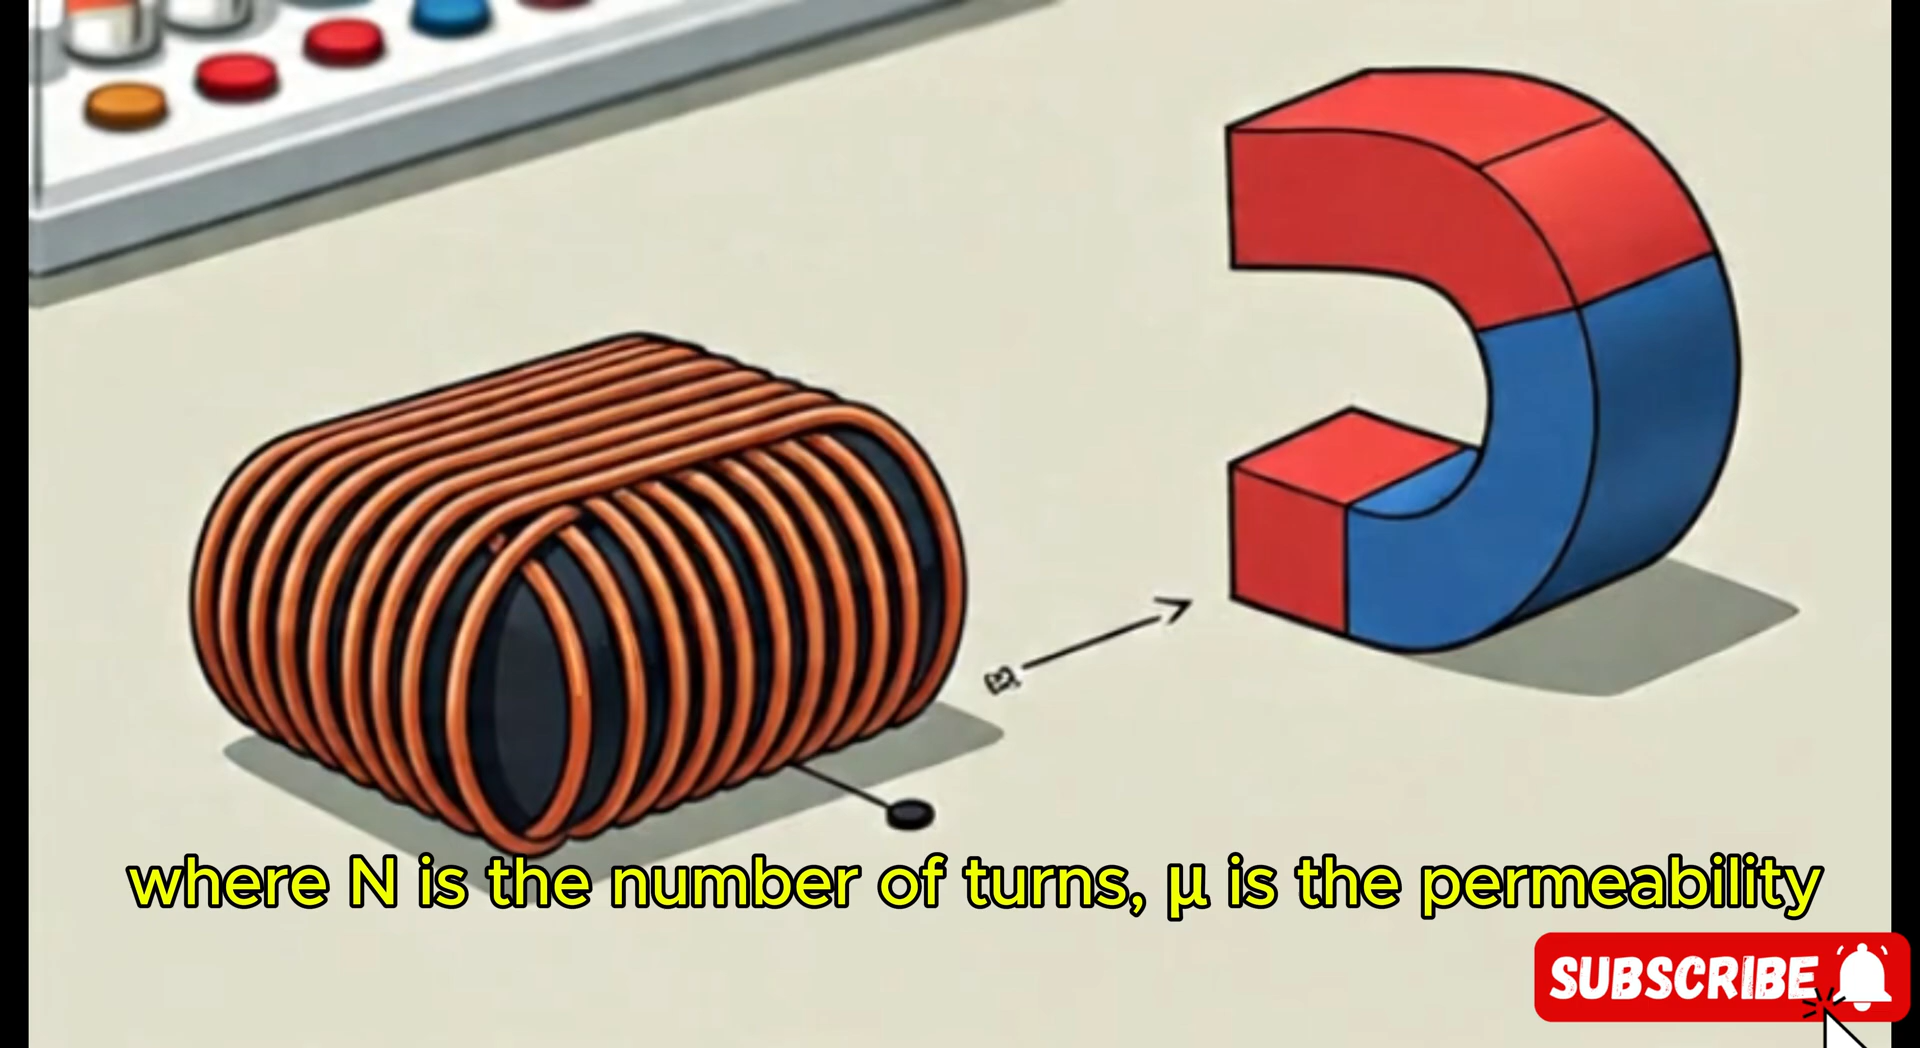 where N is the number of turns, µ is the permeability
SUBSCRIBE